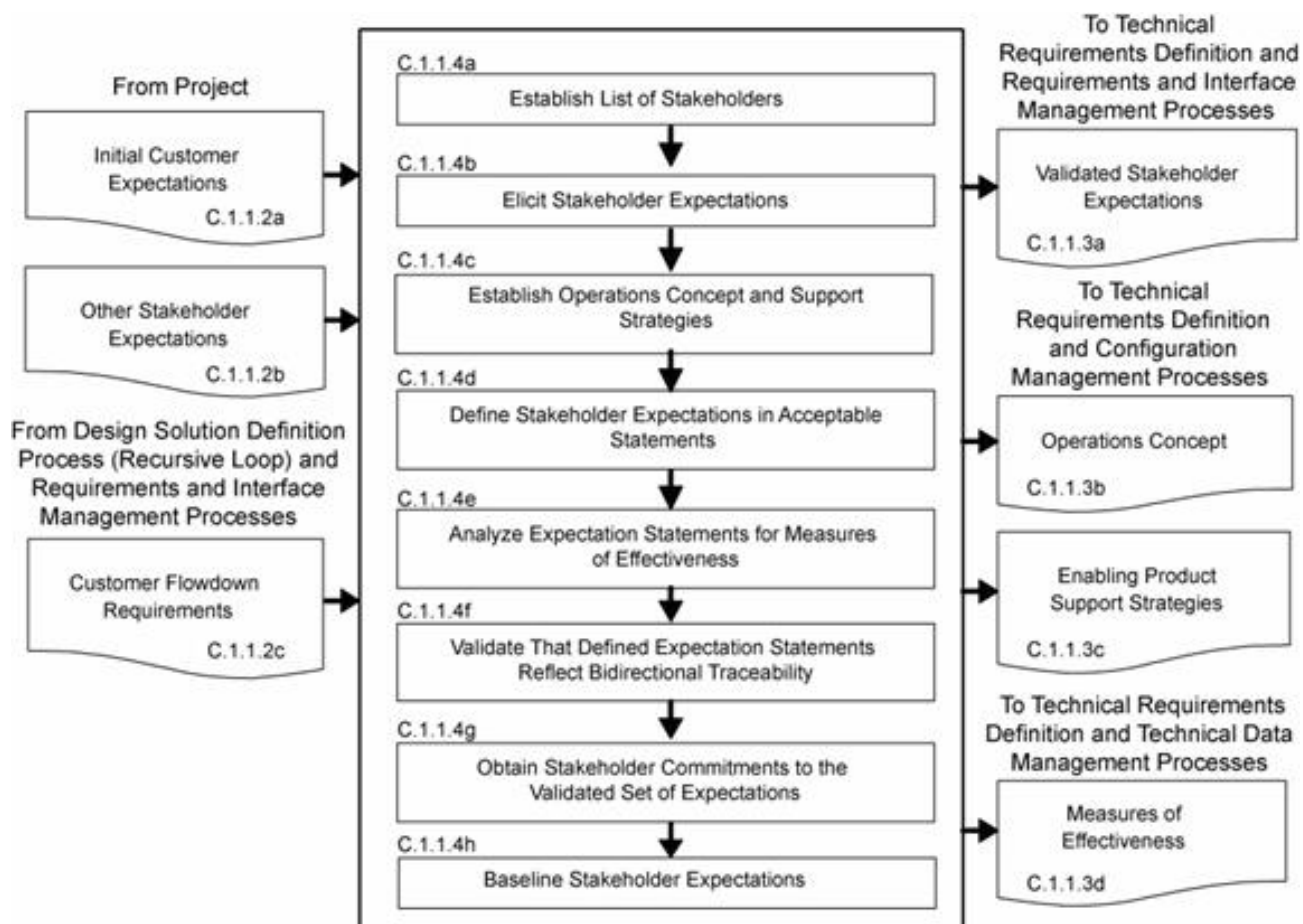 From Project
Initial Customer
Expectations
C.1.1.2a
Other Stakeholder
Expectations
C.1.1.2b
From Design Solution Definition
Process (Recursive Loop) and
Requirements and Interface
Management Processes
Customer Flowdown
Requirements
C.1.1.2c
C.1.1.4a
Establish List of Stakeholders
C.1.1.4b
Elicit Stakeholder Expectations
C.1.1.4c
Establish Operations Concept and Support
Strategies
C.1.1.4d
Define Stakeholder Expectations in Acceptable
Statements
C.1.1.4e
Analyze Expectation Statements for Measures
of Effectiveness
C.1.1.4f
Validate That Defined Expectation Statements
Reflect Bidirectional Traceability
C.1.1.4g
Obtain Stakeholder Commitments to the
Validated Set of Expectations
C.1.1.4h
Baseline Stakeholder Expectations
To Technical
Requirements Definition and
Requirements and Interface
Management Processes
Validated Stakeholder
Expectations
C.1.1.3a
To Technical
Requirements Definition
and Configuration
Management Processes
Operations Concept
C.1.1.3b
Enabling Product
Support Strategies
C.1.1.3c
To Technical Requirements
Definition and Technical Data
Management Processes
Measures of
Effectiveness
C.1.1.3d